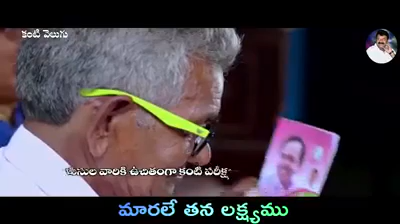 కంటి వెలుగు
వారికి ఉచితంగా కంటి పరీక్ష
మారలే తన లక్ష్యము